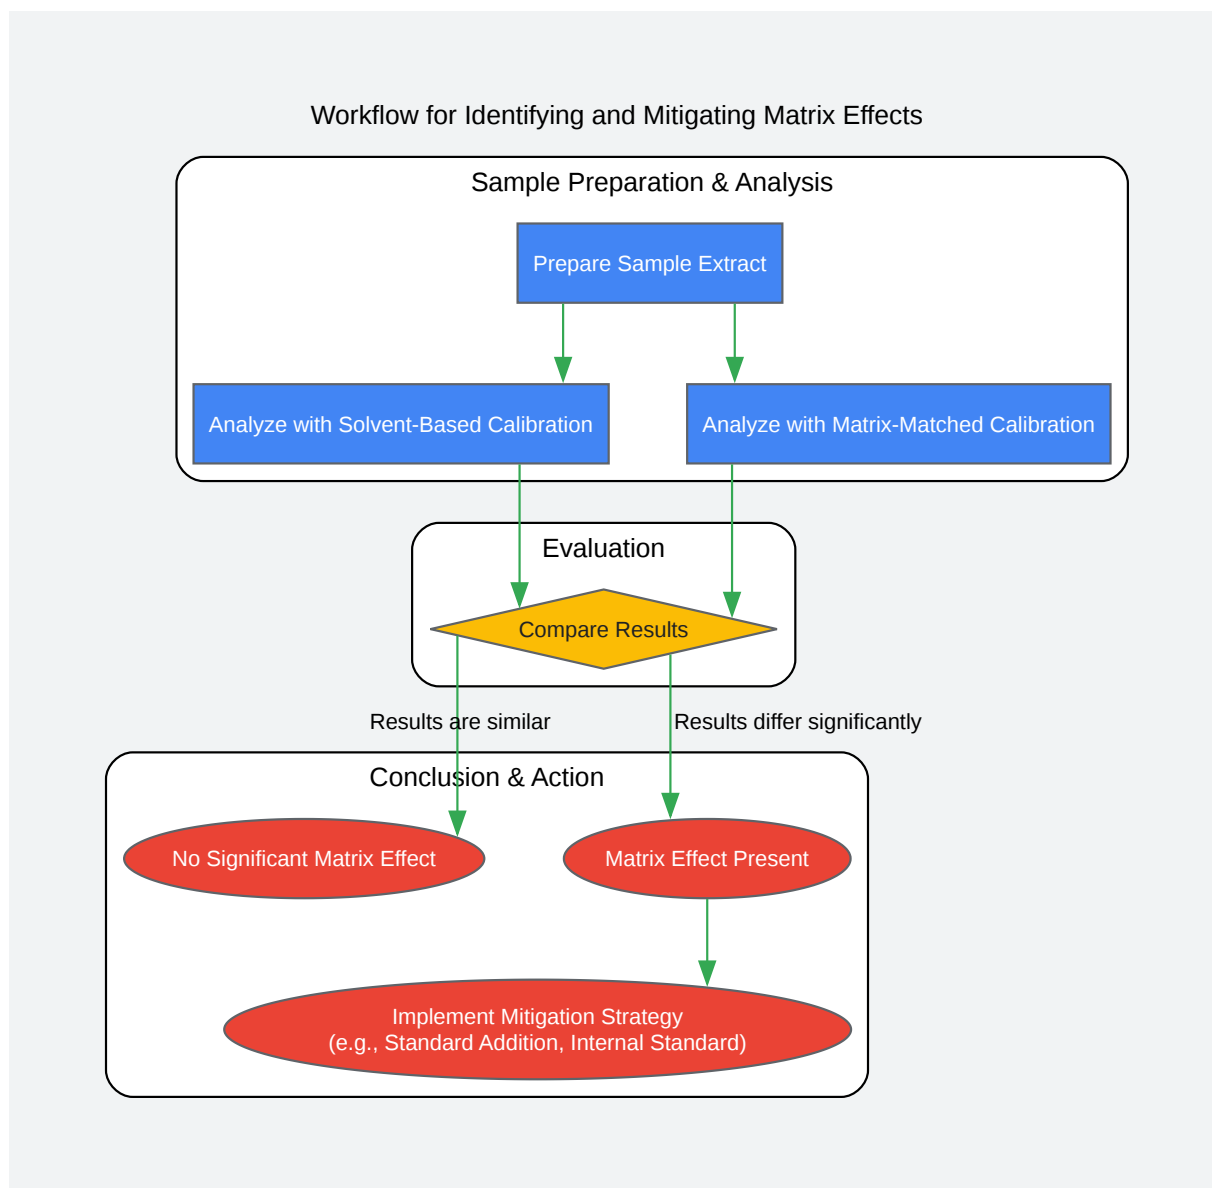 Workflow for Identifying and Mitigating Matrix Effects
Sample Preparation & Analysis
Prepare Sample Extract
Analyze with Solvent-Based Calibration
Analyze with Matrix-Matched Calibration
Evaluation
Compare Results
Results are similar
Results differ significantly
Conclusion & Action
No Significant Matrix Effect
Matrix Effect Present
Implement Mitigation Strategy
(e.g., Standard Addition, Internal Standard)